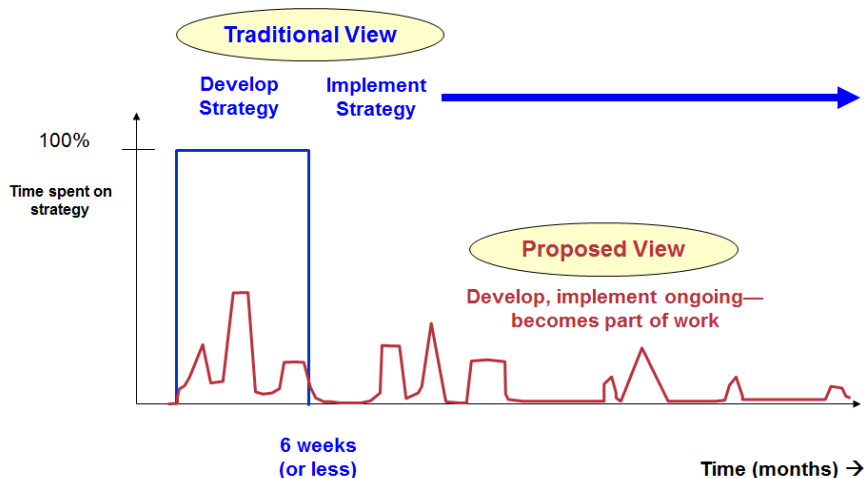 Traditional View
Develop
Strategy
Implement
Strategy
100%
Time spent on
strategy
Proposed View
Develop, implement ongoing—
becomes part of work
6 weeks
(or less)
Time (months) →